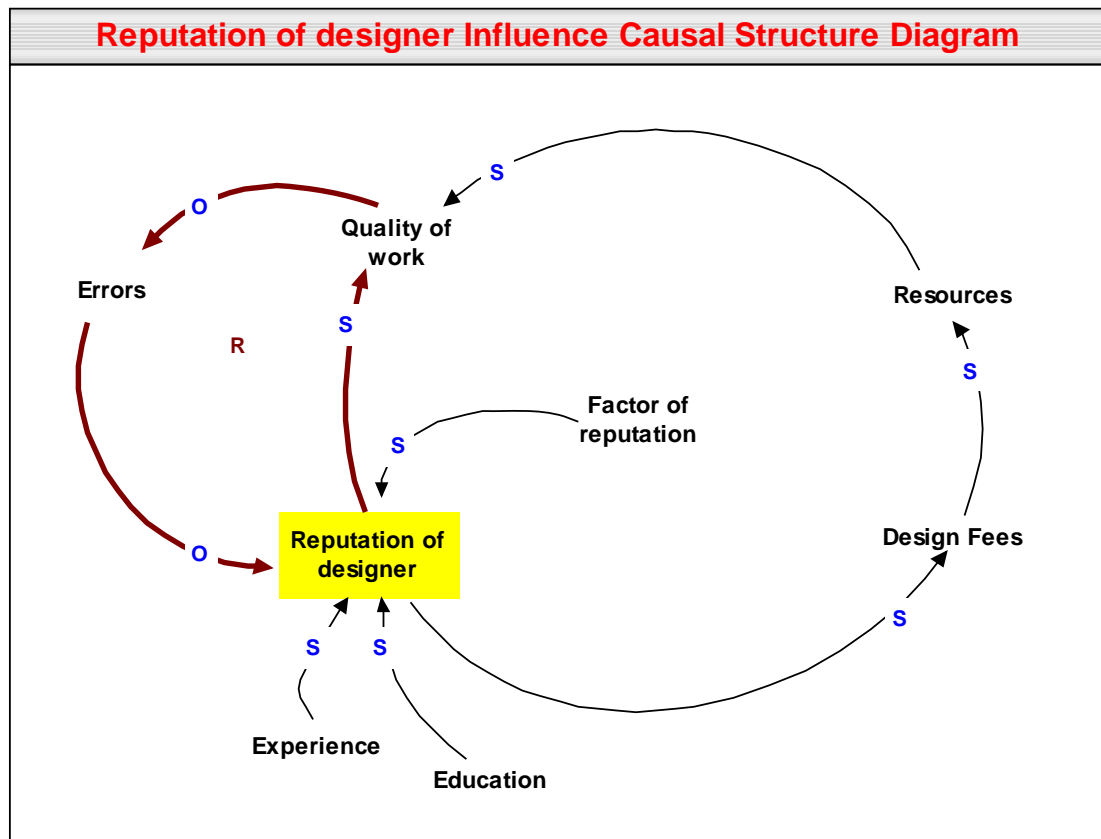 Reputation of designer Influence Causal Structure Diagram
S
O
Quality of
work
Errors
Resources
S
R
S
Factor of
reputation
S
Reputation of
designer
Design Fees
O
S
S
S
Experience
Education